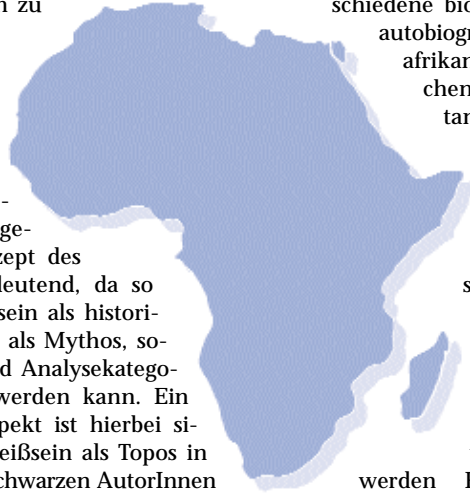 n zu
-
ge-
zept des
leutend, da so
sein als histori-
als Mythos, so-
d Analysekatego-
werden kann. Ein
pekt ist hierbei si-
eißsein als Topos in
chwarzen AutorInnen
schiedene bio
autobiogr
afrikan
chen
tan
s
werden